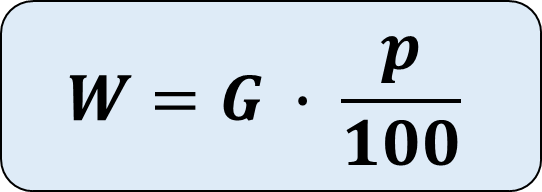 W = G · p/100